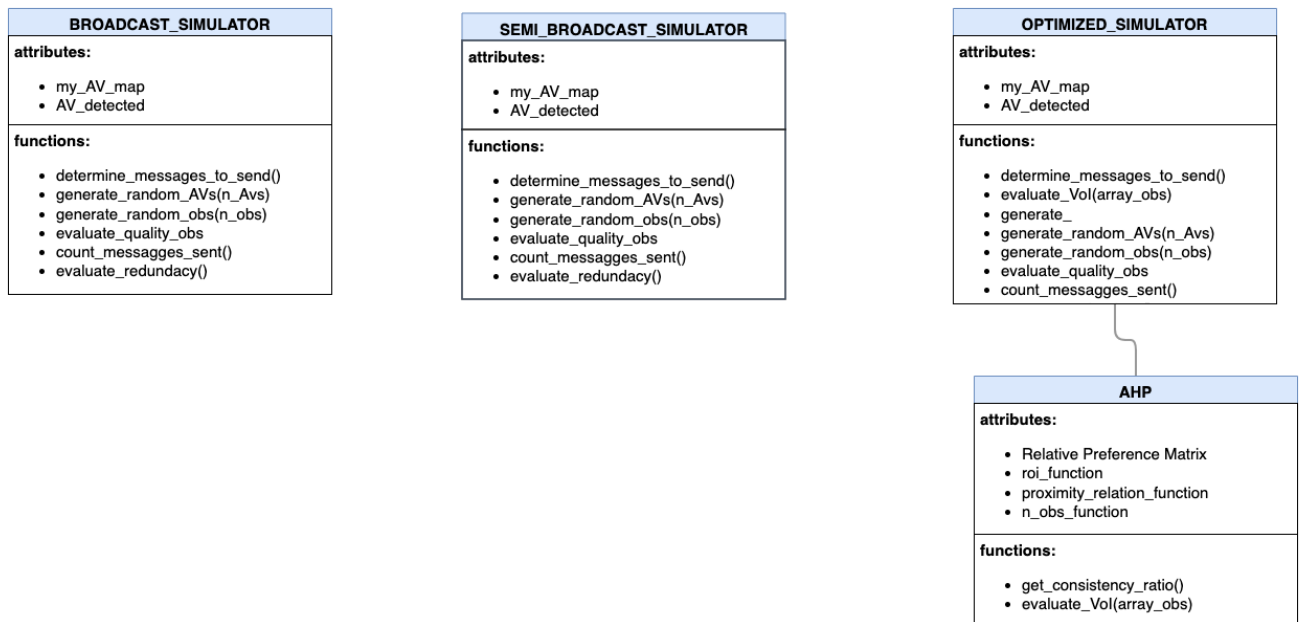 BROADCAST_SIMULATOR
attributes:
• my_AV_map
• AV_detected
functions:
• determine_messages_to_send()
• generate_random_AVs(n_Avs)
• generate_random_obs(n_obs)
• evaluate_quality_obs
• count_messagges_sent()
• evaluate_redundacy()
SEMI_BROADCAST_SIMULATOR
attributes:
• my_AV_map
• AV_detected
functions:
• determine_messages_to_send()
• generate_random_AVs(n_Avs)
• generate_random_obs(n_obs)
• evaluate_quality_obs
• count_messagges_sent()
• evaluate_redundacy()
OPTIMIZED_SIMULATOR
attributes:
• my_AV_map
• AV_detected
functions:
• determine_messages_to_send()
• evaluate_VoI(array_obs)
• generate_
• generate_random_AVs(n_Avs)
• generate_random_obs(n_obs)
• evaluate_quality_obs
• count_messagges_sent()
AHP
attributes:
• Relative Preference Matrix
• roi_function
• proximity_relation_function
• n_obs_function
functions:
• get_consistency_ratio()
• evaluate_VoI(array_obs)